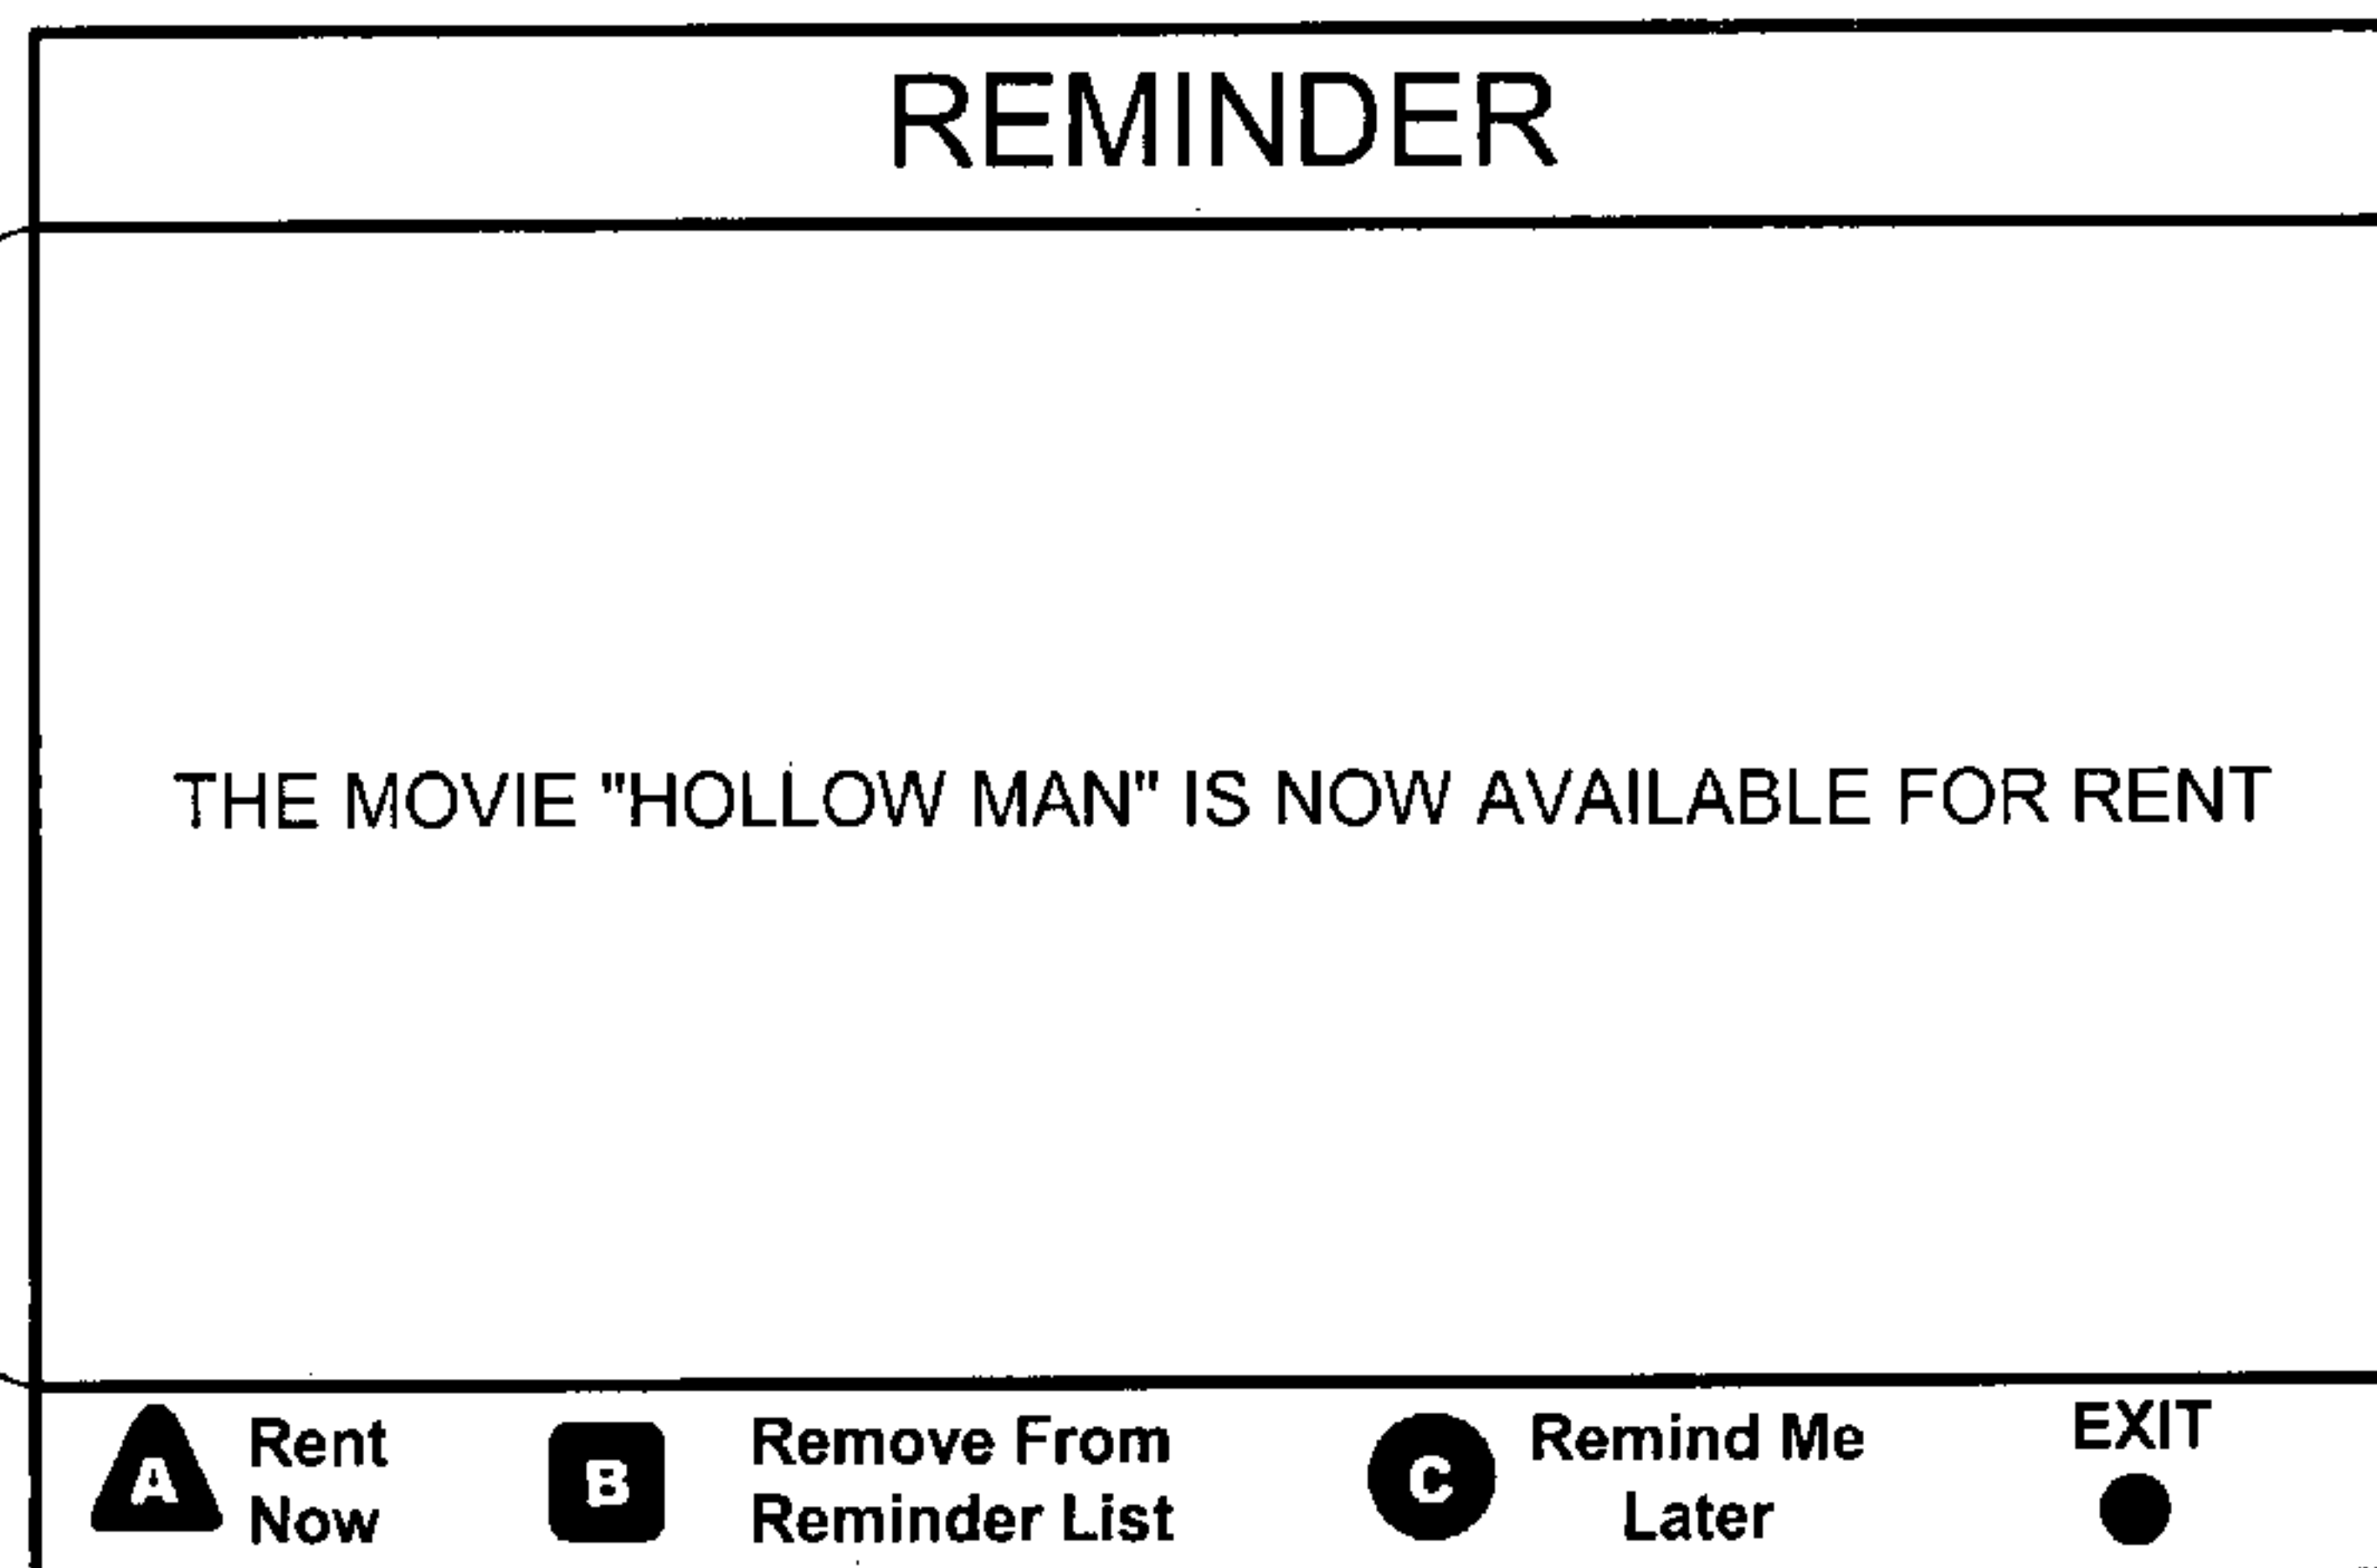 REMINDER
THE MOVIE "HOLLOW MAN" IS NOW AVAILABLE FOR RENT
A Rent Now
B Remove From Reminder List
C Remind Me Later
EXIT